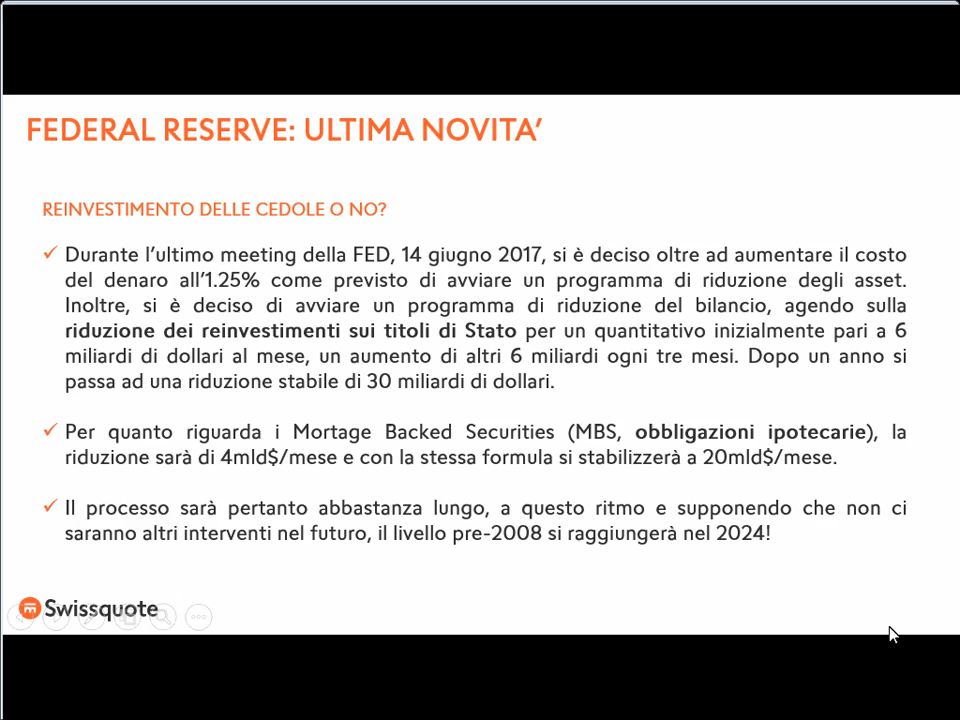 FEDERAL RESERVE: ULTIMA NOVITA’
REINVESTIMENTO DELLE CEDOLE O NO?
✓ Durante l’ultimo meeting della FED, 14 giugno 2017, si è deciso oltre ad aumentare il costo
del denaro all’1.25% come previsto di avviare un programma di riduzione degli asset.
Inoltre, si è deciso di avviare un programma di riduzione del bilancio, agendo sulla
riduzione dei reinvestimenti sui titoli di Stato per un quantitativo inizialmente pari a 6
miliardi di dollari al mese, un aumento di altri 6 miliardi ogni tre mesi. Dopo un anno si
passa ad una riduzione stabile di 30 miliardi di dollari.
✓ Per quanto riguarda i Mortage Backed Securities (MBS, obbligazioni ipotecarie), la
riduzione sarà di 4mld$/mese e con la stessa formula si stabilizzerà a 20mld$/mese.
✓ Il processo sarà pertanto abbastanza lungo, a questo ritmo e supponendo che non ci
saranno altri interventi nel futuro, il livello pre-2008 si raggiungerà nel 2024!
Swissquote